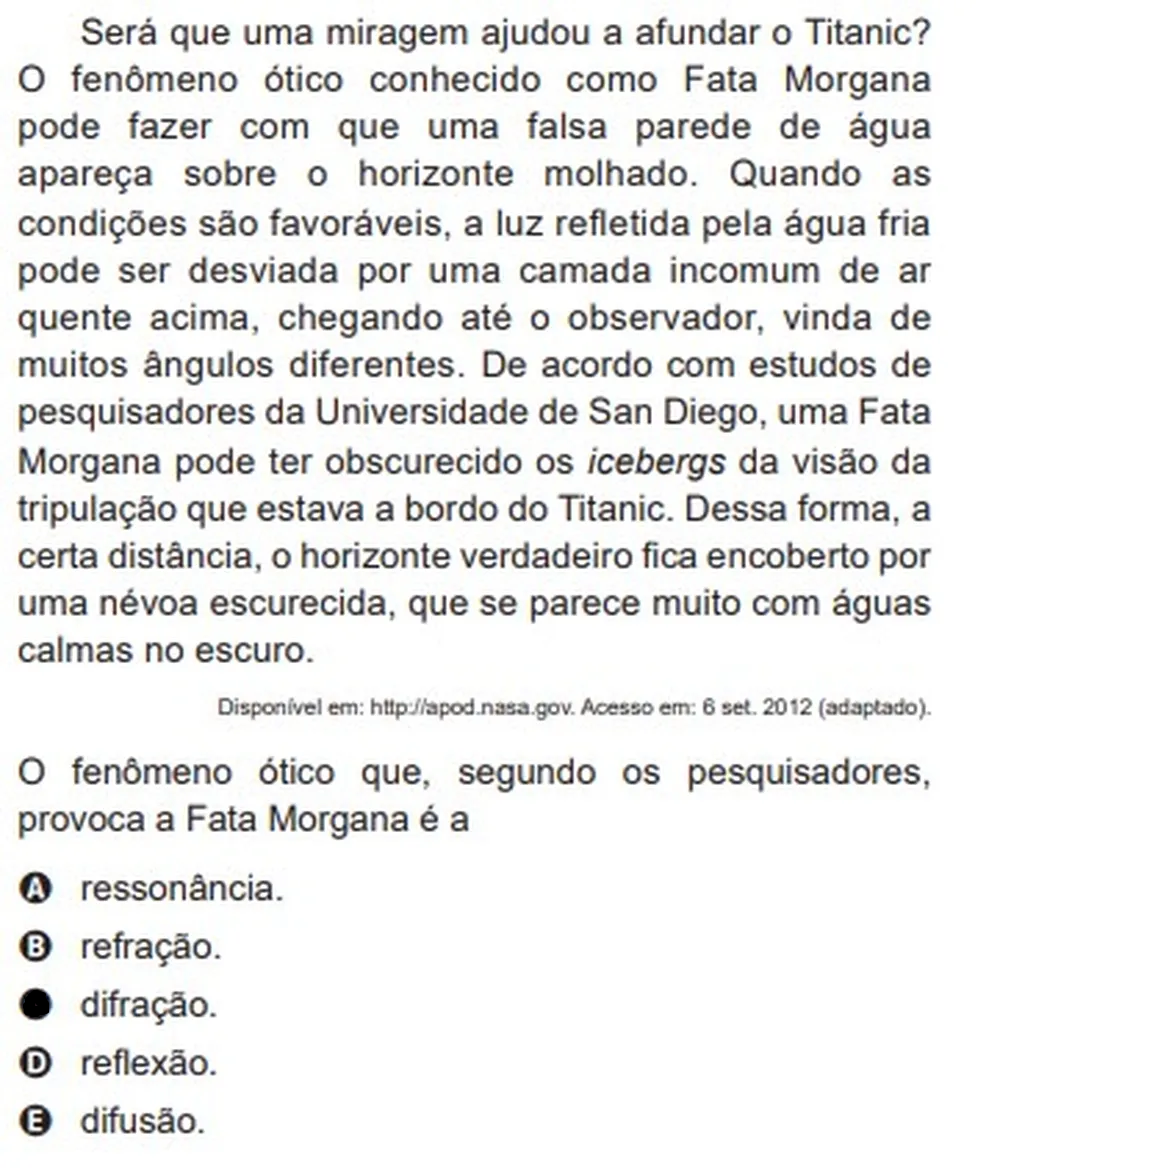 Será que uma miragem ajudou a afundar o Titanic?
O fenômeno ótico conhecido como Fata Morgana
pode fazer com que uma falsa parede de água
apareça sobre o horizonte molhado. Quando as
condições são favoráveis, a luz refletida pela água fria
pode ser desviada por uma camada incomum de ar
quente acima, chegando até o observador, vinda de
muitos ângulos diferentes. De acordo com estudos de
pesquisadores da Universidade de San Diego, uma Fata
Morgana pode ter obscurecido os icebergs da visão da
tripulação que estava a bordo do Titanic. Dessa forma, a
certa distância, o horizonte verdadeiro fica encoberto por
uma névoa escurecida, que se parece muito com águas
calmas no escuro.
Disponível em: http://apod.nasa.gov. Acesso em: 6 set. 2012 (adaptado).
O fenômeno ótico que, segundo os pesquisadores,
provoca a Fata Morgana é a
A ressonância.
B refração.
difração.
D reflexão.
E difusão.